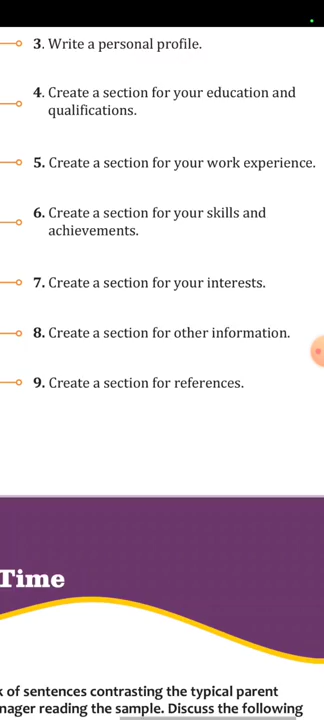 3. Write a personal profile.
4. Create a section for your education and
qualifications.
5. Create a section for your work experience.
6. Create a section for your skills and
achievements.
7. Create a section for your interests.
8. Create a section for other information.
9. Create a section for references.
Time
of sentences contrasting the typical parent
reading the sample. Discuss the following